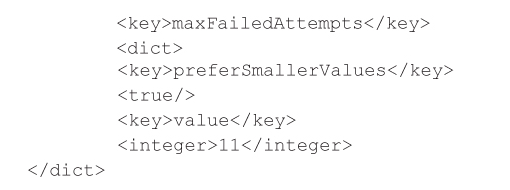 <key>maxFailedAttempts</key>
<dict>
<key>preferSmallerValues</key>
<true/>
<key>value</key>
<integer>11</integer>
</dict>